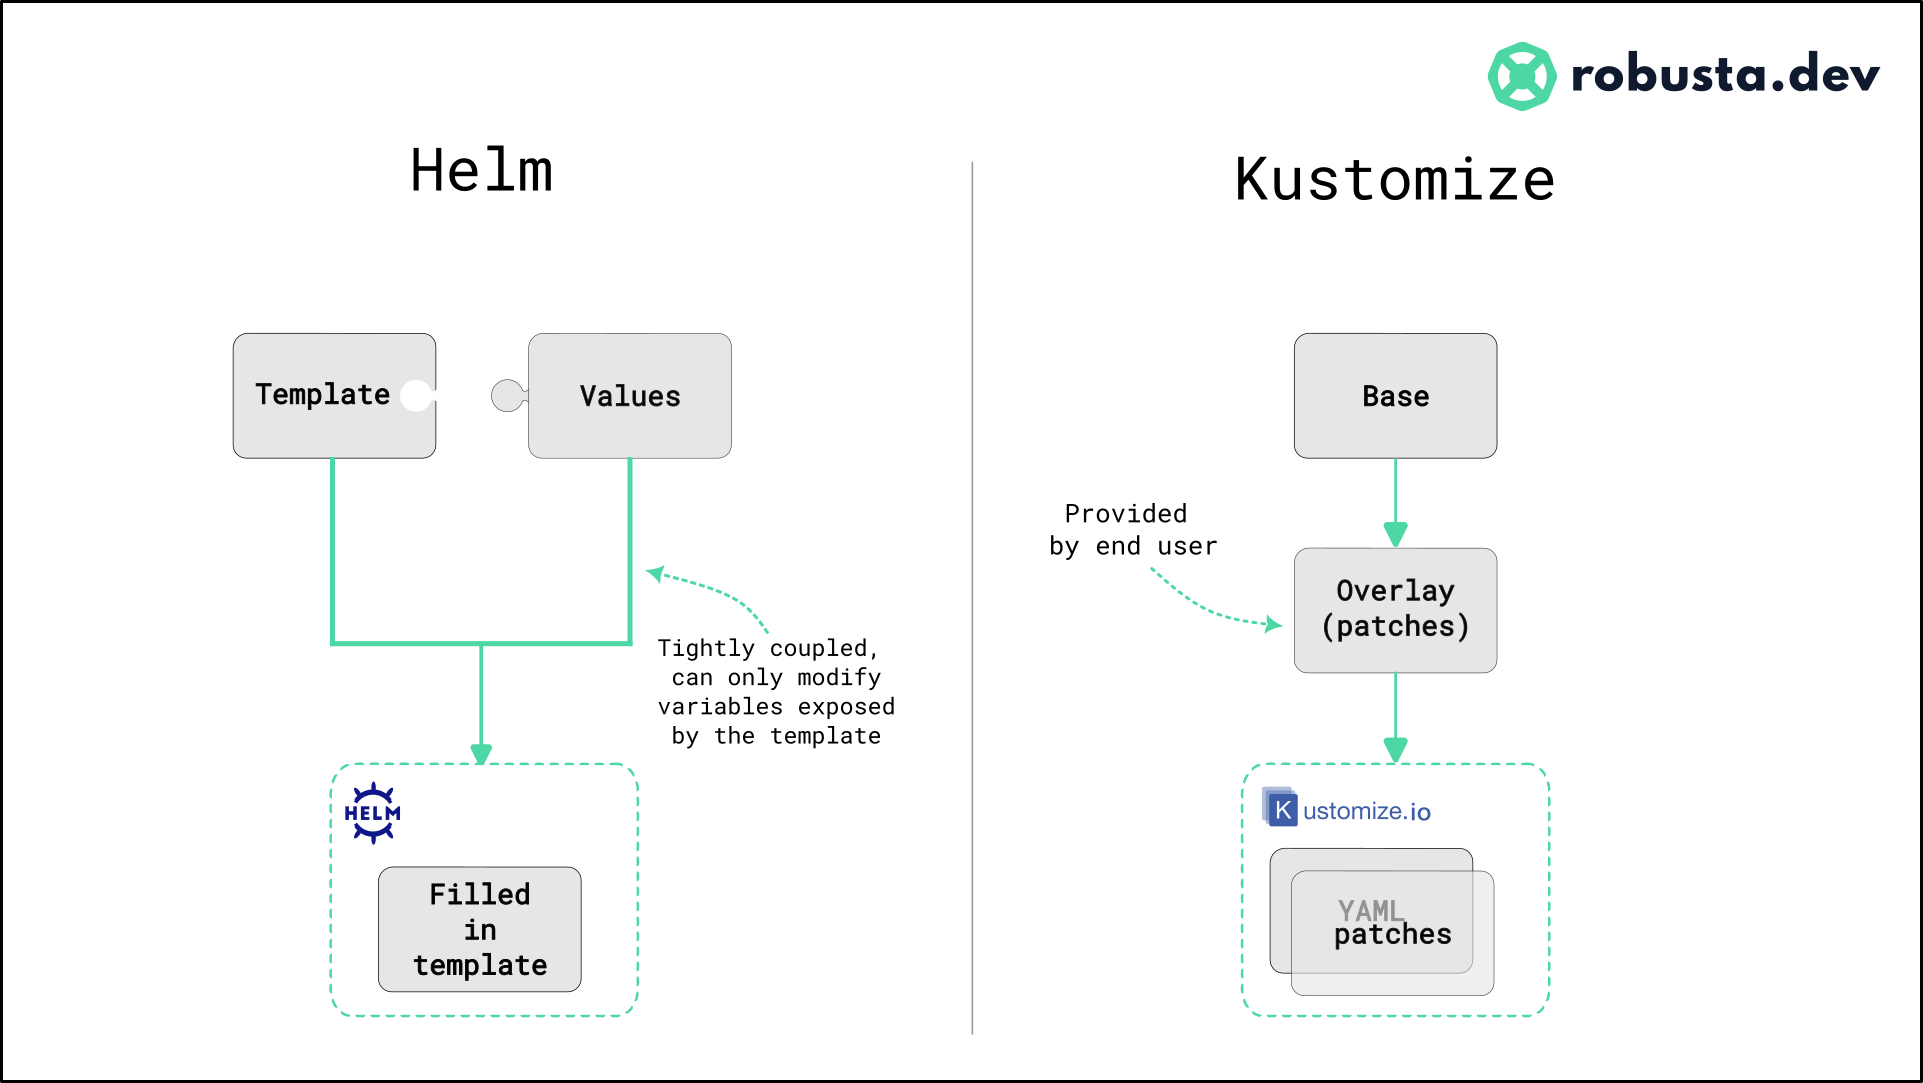 robusta.dev
Helm
Template
Values
Tightly coupled,
can only modify
variables exposed
by the template
HELM
Filled
in
template
Kustomize
Base
Provided
by end user
Overlay
(patches)
Kustomize.io
YAML
patches